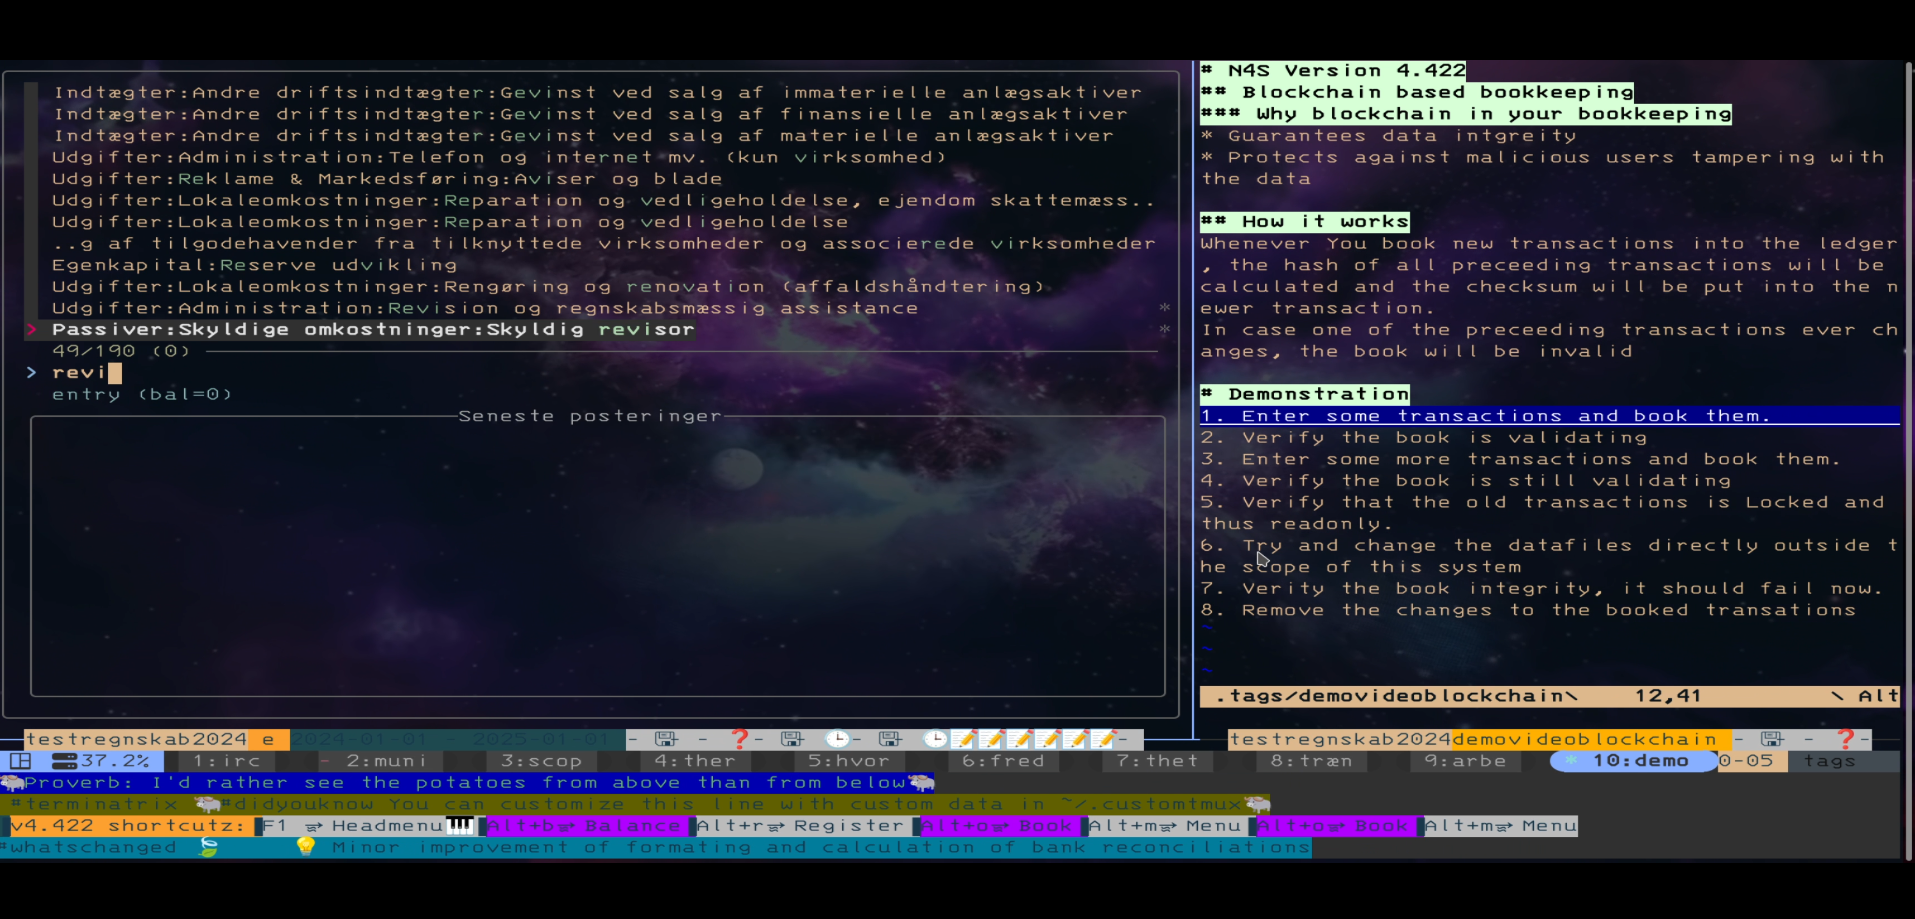 Indtægter:Andre driftsindtægter:Gevinst ved salg af immaterielle anlægsaktiver
Indtægter:Andre driftsindtægter:Gevinst ved salg af finansielle anlægsaktiver
Indtægter:Andre driftsindtægter:Gevinst ved salg af materielle anlægsaktiver
Udgifter:Administration:Telefon og internet mv. (kun virksomhed)
Udgifter:Reklame & Markedsføring:Aviser og blade
Udgifter:Lokaleomkostninger:Reparation og vedligeholdelse, ejendom skattemæss..
Udgifter:Lokaleomkostninger:Reparation og vedligeholdelse
..g af tilgodehavender fra tilknyttede virksomheder og associerede virksomheder
Egenkapital:Reserve udvikling
Udgifter:Lokaleomkostninger:Rengøring og renovation (affaldshåndtering)
Udgifter:Administration:Revision og regnskabsmæssig assistance *
> Passiver:Skyldige omkostninger:Skyldig revisor *
49/190 (0)
> revi
entry (bal=0)
Seneste posteringer
# N4S Version 4.422
## Blockchain based bookkeeping
### Why blockchain in your bookkeeping
* Guarantees data intgreity
* Protects against malicious users tampering with
the data
## How it works
Whenever You book new transactions into the ledger
, the hash of all preceeding transactions will be
calculated and the checksum will be put into the n
ewer transaction.
In case one of the preceeding transactions ever ch
anges, the book will be invalid
# Demonstration
1. Enter some transactions and book them.
2. Verify the book is validating
3. Enter some more transactions and book them.
4. Verify the book is still validating
5. Verify that the old transactions is Locked and
thus readonly.
6. Try and change the datafiles directly outside t
he scope of this system
7. Verity the book integrity, it should fail now.
8. Remove the changes to the booked transations
~
~
~
.tags/demovideoblockchain\ 12,41 \ Alt
testregnskab2024 e 2024-01-01 2025-01-01 - 💾 - ❓- 💾 🕒- 💾 🕒📝📝📝📝📝📝-
testregnskab2024 demovideoblockchain - 💾 - ❓-
37.2% 1:irc - 2:muni 3:scop 4:ther 5:hvor 6:fred 7:thet 8:træn 9:arbe * 10:demo 0-05 tags
🐏Proverb: I'd rather see the potatoes from above than from below🐏
#terminatrix 🐏#didyouknow You can customize this line with custom data in ~/.customtmux🐏
v4.422 shortcutz: F1 ⇒ Headmenu🎹 Alt+b⇒ Balance Alt+r⇒ Register Alt+o⇒ Book Alt+m⇒ Menu Alt+o⇒ Book Alt+m⇒ Menu
#whatschanged 🍃 💡 Minor improvement of formating and calculation of bank reconciliations